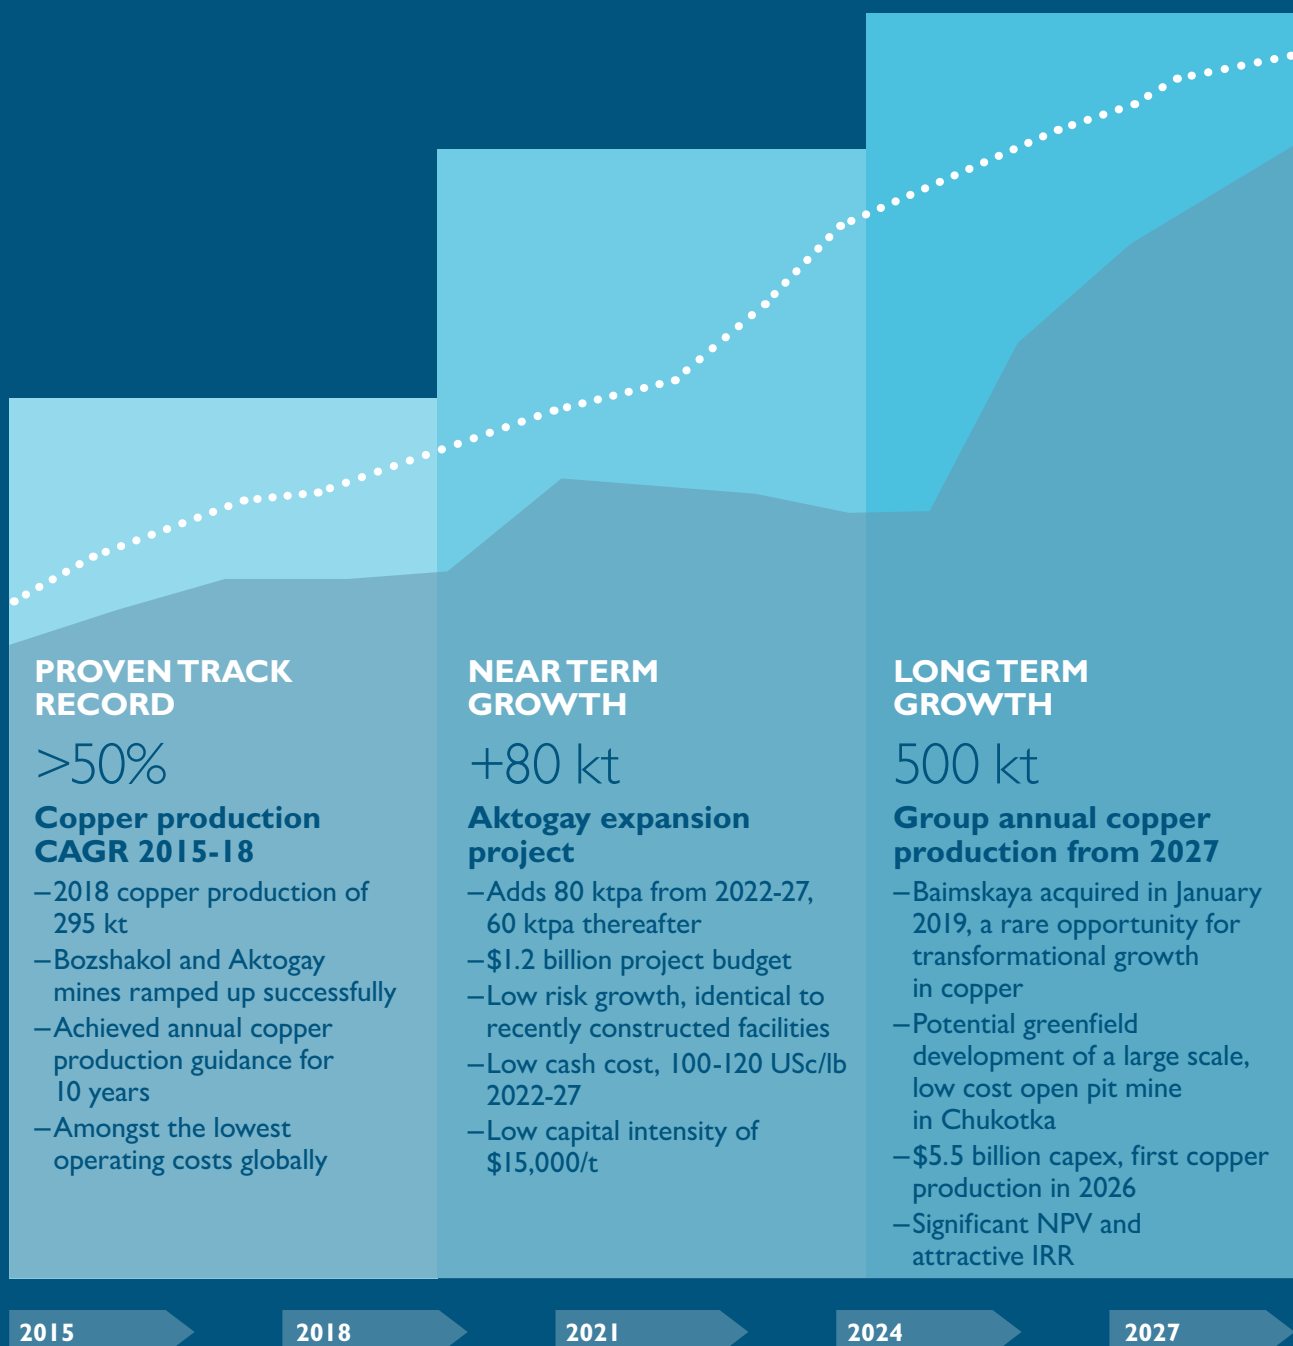 PROVEN TRACK
RECORD
>50%
Copper production
CAGR 2015-18
–2018 copper production of
295 kt
–Bozshakol and Aktogay
mines ramped up successfully
–Achieved annual copper
production guidance for
10 years
–Amongst the lowest
operating costs globally
NEAR TERM
GROWTH
+80 kt
Aktogay expansion
project
–Adds 80 ktpa from 2022-27,
60 ktpa thereafter
–$1.2 billion project budget
–Low risk growth, identical to
recently constructed facilities
–Low cash cost, 100-120 USc/lb
2022-27
–Low capital intensity of
$15,000/t
LONG TERM
GROWTH
500 kt
Group annual copper
production from 2027
–Baimskaya acquired in January
2019, a rare opportunity for
transformational growth
in copper
–Potential greenfield
development of a large scale,
low cost open pit mine
in Chukotka
–$5.5 billion capex, first copper
production in 2026
–Significant NPV and
attractive IRR
2015
2018
2021
2024
2027